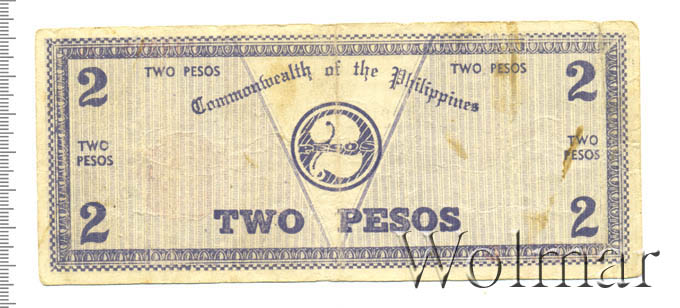 2 TWO PESOS TWO PESOS 2
Commonwealth of the Philippines
TWO PESOS
2
TWO PESOS
2 TWO PESOS 2
Wolmar